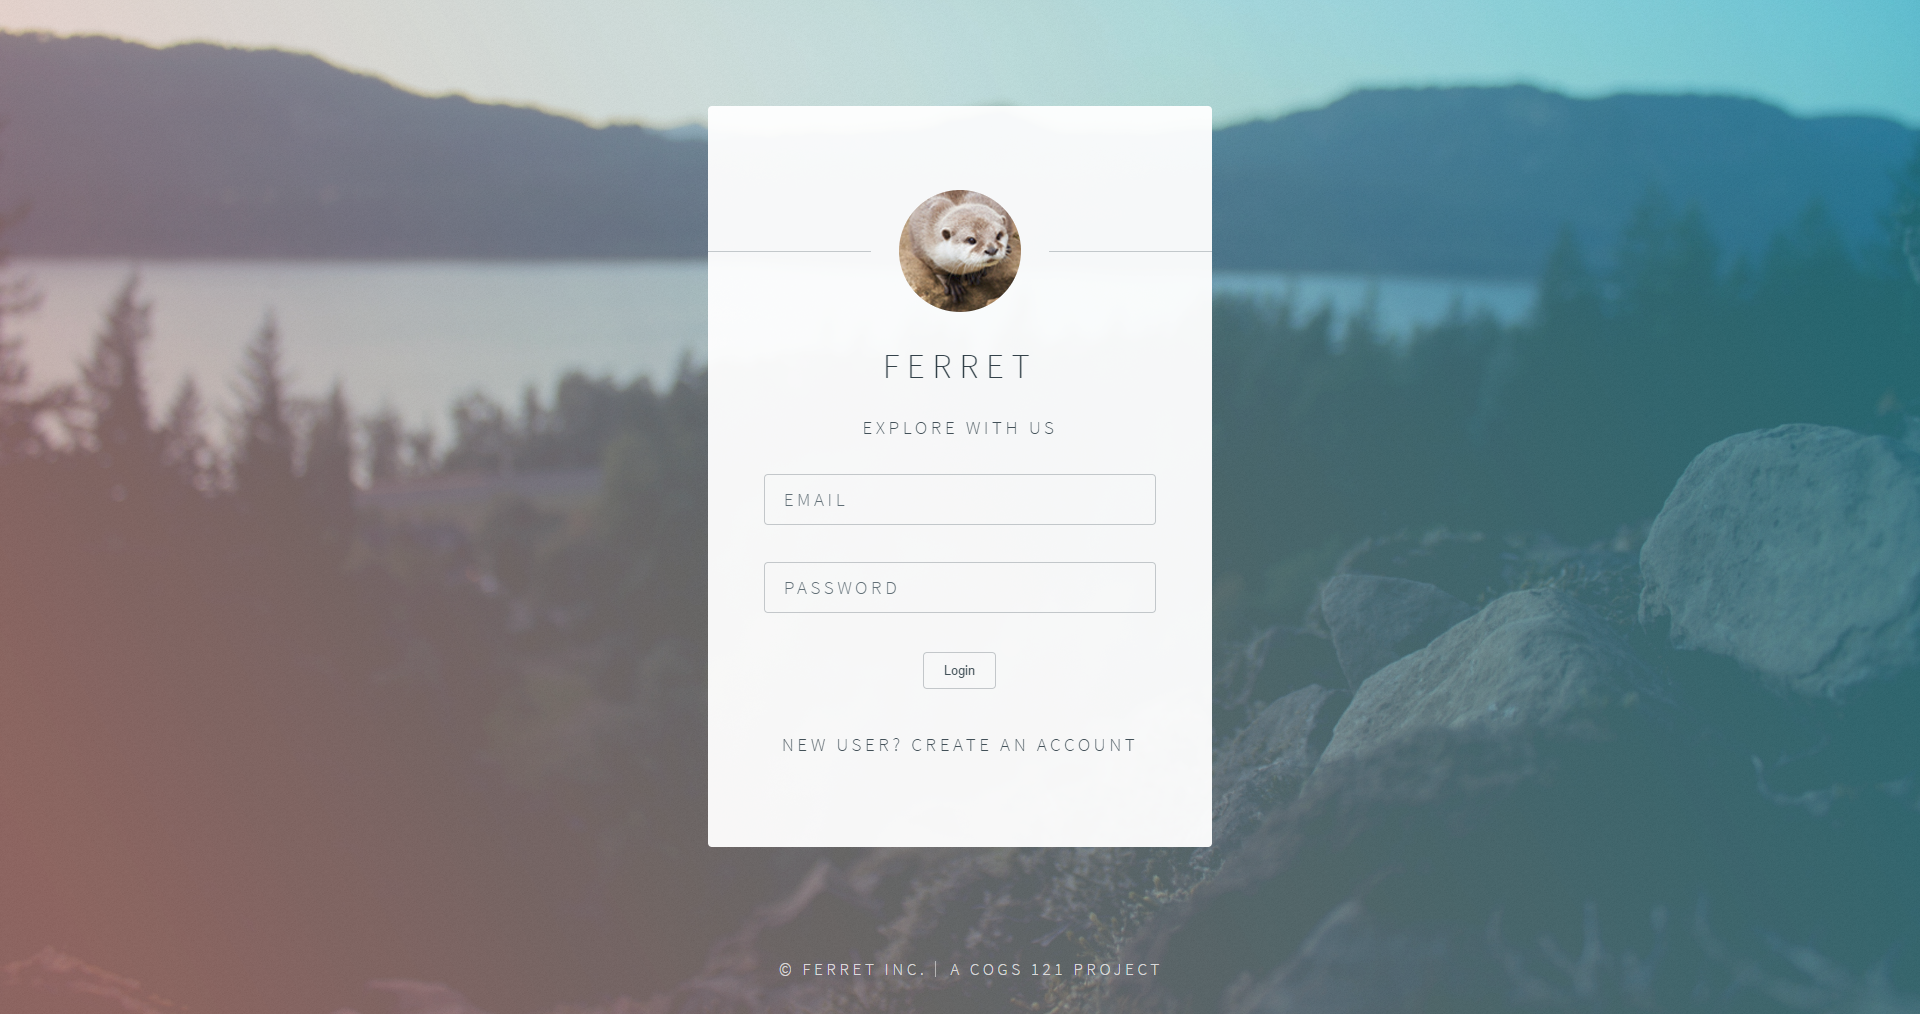 FERRET
EXPLORE WITH US
EMAIL
PASSWORD
Login
NEW USER? CREATE AN ACCOUNT
© FERRET INC. | A COGS 121 PROJECT